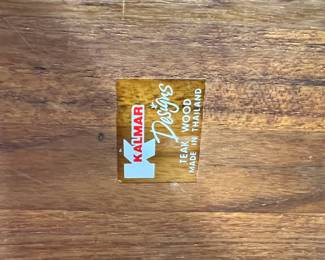 K
KALMAR
Designs
TEAK WOOD
MADE IN THAILAND